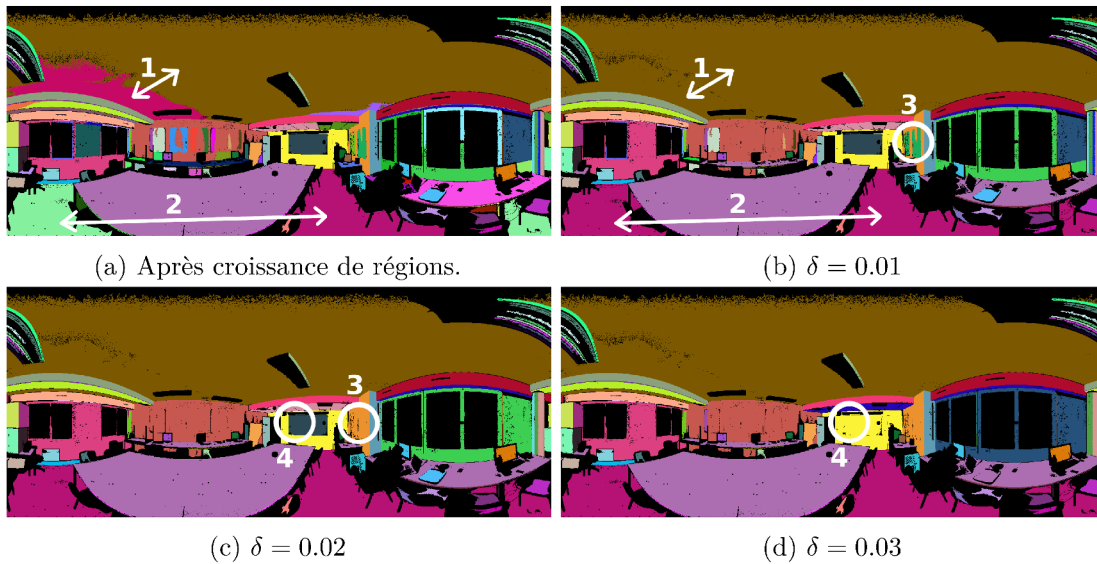 1
2
(a) Après croissance de régions.
1
3
2
(b) δ = 0.01
3
4
(c) δ = 0.02
4
(d) δ = 0.03